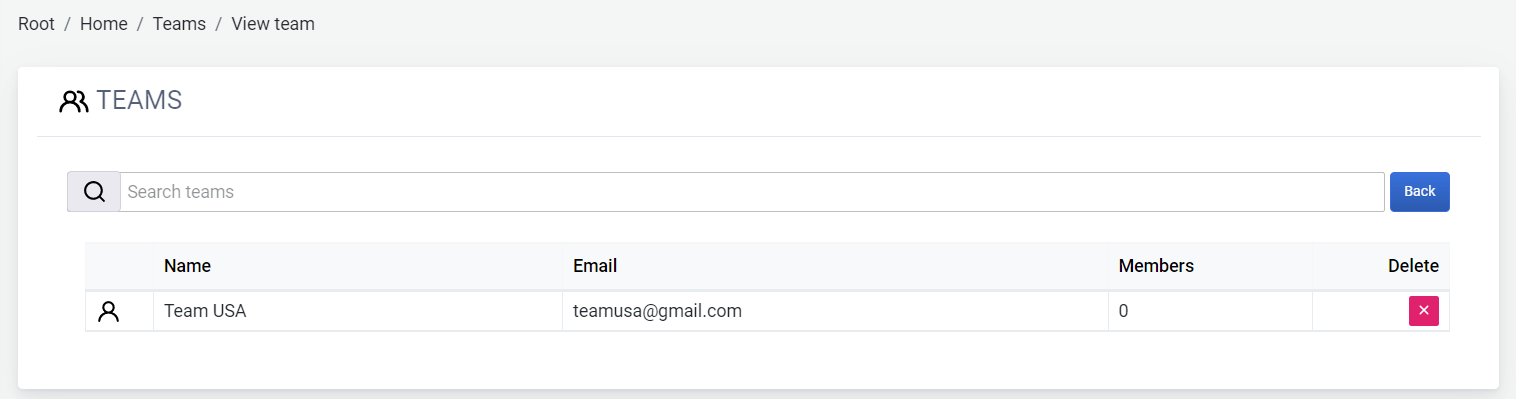 Root / Home / Teams / View team
TEAMS
Search teams
Back
Name Email Members Delete
Team USA teamusa@gmail.com 0